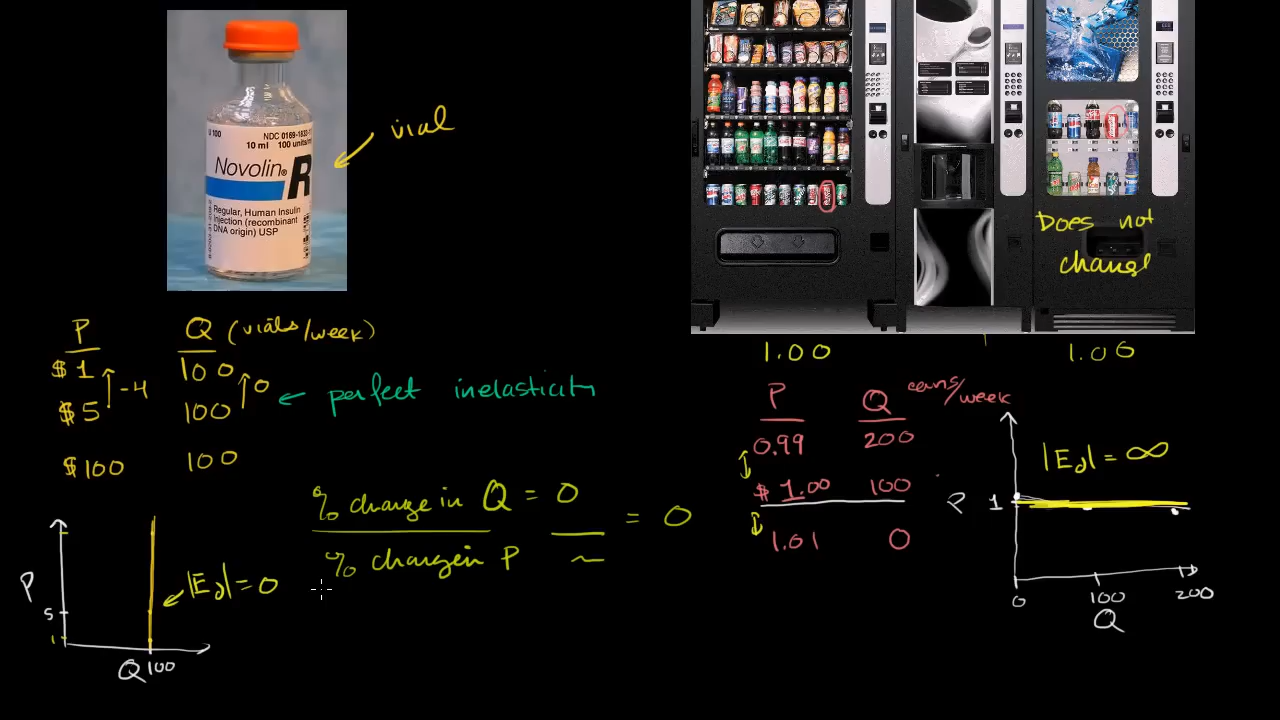 U 100
NDC 0169-1833-11
10 ml 100 units/ml
Novolin® R
Regular, Human Insulin
Injection (recombinant
DNA origin) USP
vial
Does not
change
P Q (vials/week)
$1 100
-4 0
$5 100
perfect inelasticity
$100 100
% change in Q = 0
% change in P ~ = 0
P
5
1
Q 100
|Ed| = 0
1.00
1.00
P Q cans/week
0.99 200
$1.00 100
1.01 0
|Ed| = ∞
P 1
0 100 200
Q